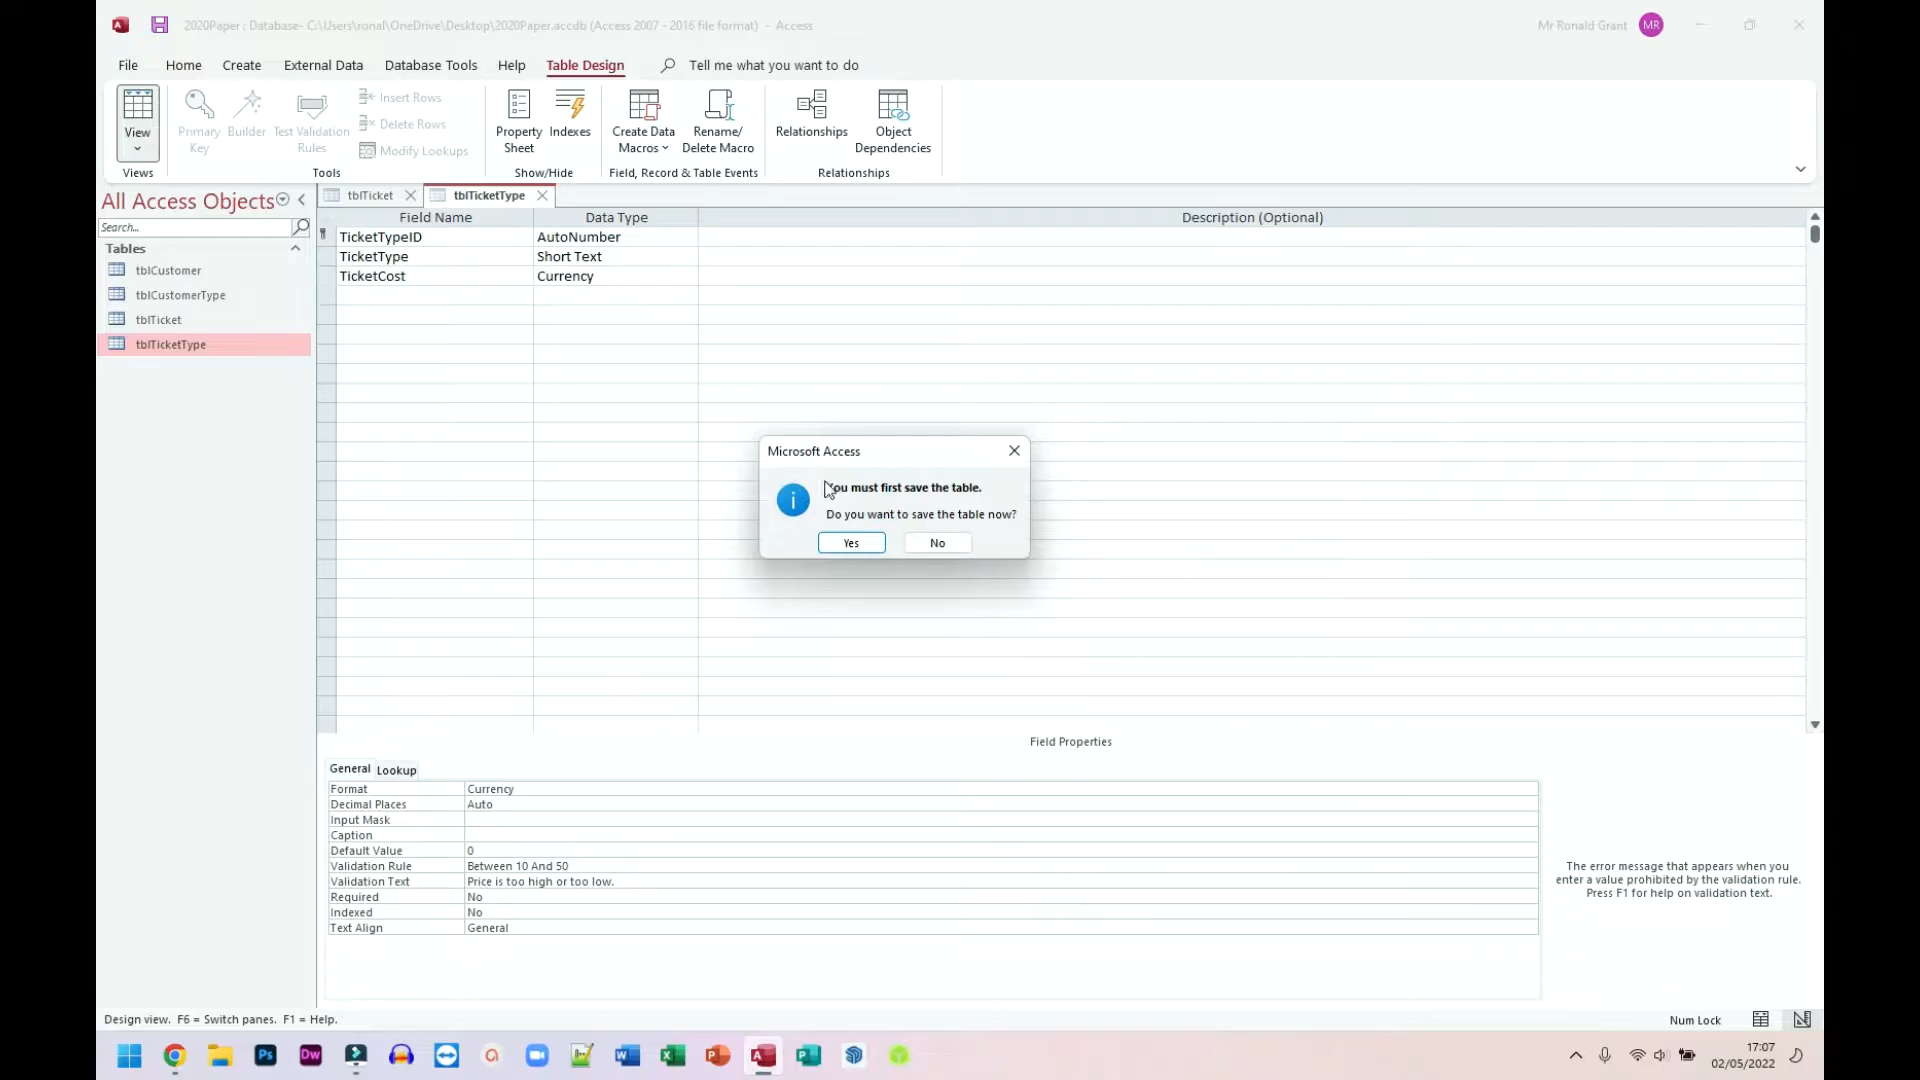 2020Paper : Database- C:\Users\ronal\OneDrive\Desktop\2020Paper.accdb (Access 2007 - 2016 file format) - Access
Mr Ronald Grant
MR
File
Home
Create
External Data
Database Tools
Help
Table Design
Tell me what you want to do
View
Primary
Key
Builder
Test Validation
Rules
Insert Rows
Delete Rows
Modify Lookups
Property
Sheet
Indexes
Create Data
Macros
Rename/
Delete Macro
Relationships
Object
Dependencies
Views
Tools
Show/Hide
Field, Record & Table Events
Relationships
All Access Objects
Search...
Tables
tblCustomer
tblCustomerType
tblTicket
tblTicketType
tblTicket
tblTicketType
Field Name
Data Type
Description (Optional)
TicketTypeID
AutoNumber
TicketType
Short Text
TicketCost
Currency
Microsoft Access
You must first save the table.
Do you want to save the table now?
Yes
No
Field Properties
General
Lookup
Format
Currency
Decimal Places
Auto
Input Mask
Caption
Default Value
0
Validation Rule
Between 10 And 50
Validation Text
Price is too high or too low.
Required
No
Indexed
No
Text Align
General
The error message that appears when you
enter a value prohibited by the validation rule.
Press F1 for help on validation text.
Design view. F6 = Switch panes. F1 = Help.
Num Lock
Ps
Dw
17:07
02/05/2022